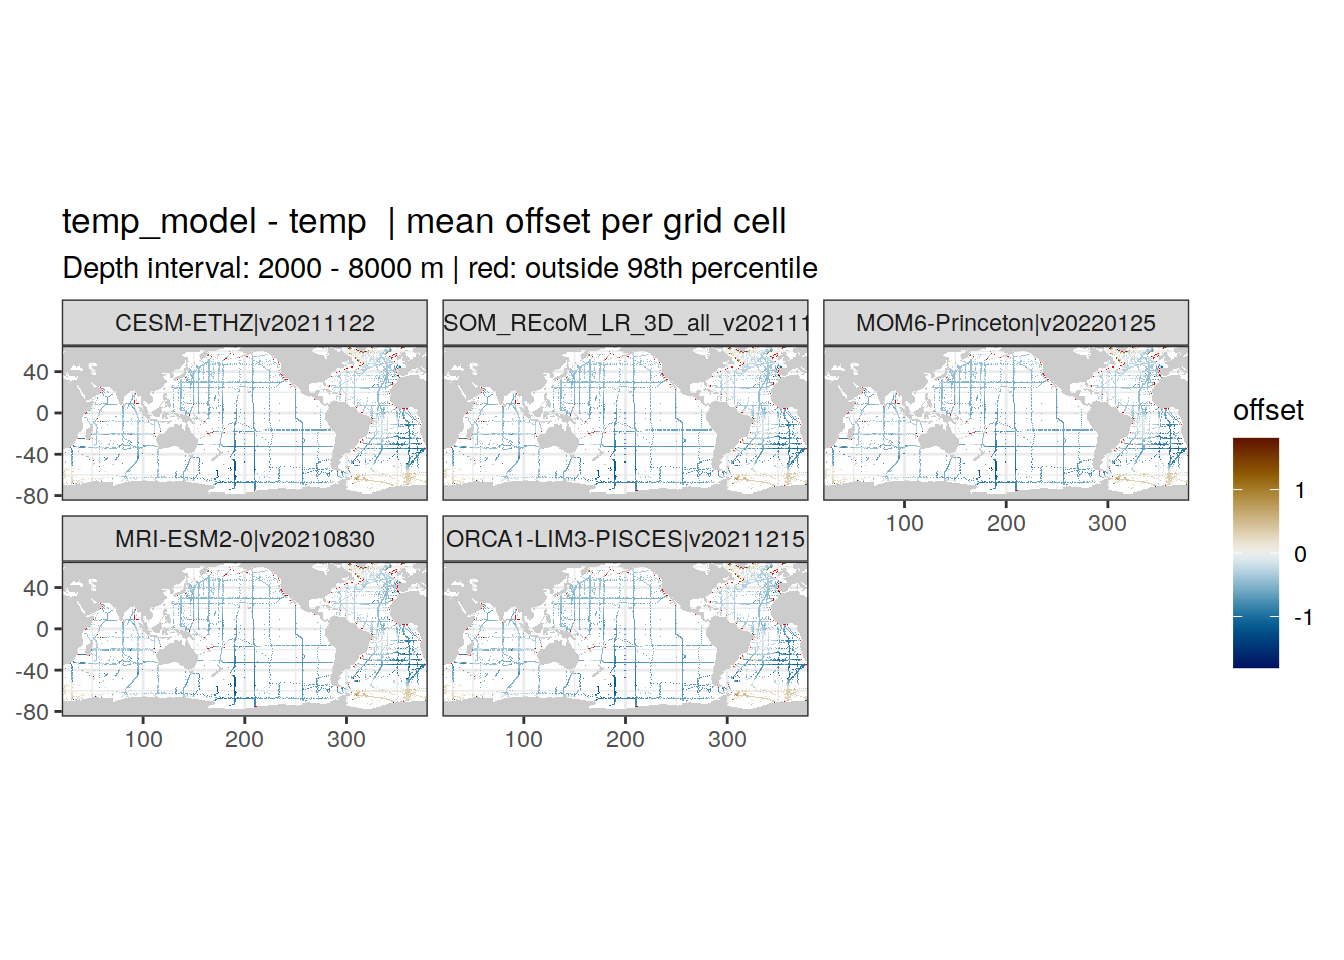 temp_model - temp  | mean offset per grid cell
Depth interval: 2000 - 8000 m | red: outside 98th percentile
CESM-ETHZ|v20211122
SOM_REcoM_LR_3D_all_v202111
MOM6-Princeton|v20220125
40
0
-40
-80
100 200 300
MRI-ESM2-0|v20210830
ORCA1-LIM3-PISCES|v20211215
40
0
-40
-80
100 200 300
100 200 300
offset
1
0
-1